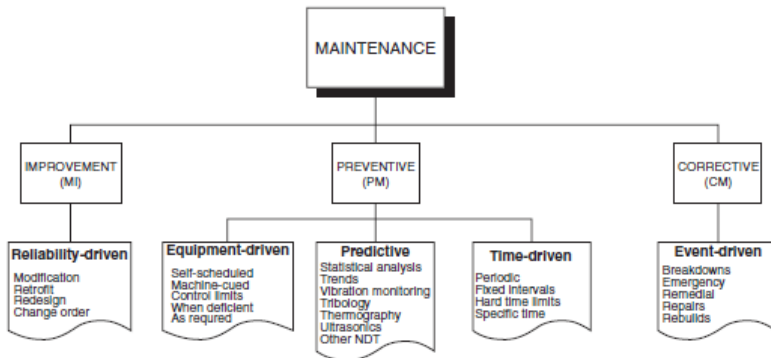 MAINTENANCE
IMPROVEMENT
(MI)
PREVENTIVE
(PM)
CORRECTIVE
(CM)
Reliability-driven
Modification
Retrofit
Redesign
Change order
Equipment-driven
Self-scheduled
Machine-cued
Control limits
When deficient
As requred
Predictive
Statistical analysis
Trends
Vibration monitoring
Tribology
Thermography
Ultrasonics
Other NDT
Time-driven
Periodic
Fixed intervals
Hard time limits
Specific time
Event-driven
Breakdowns
Emergency
Remedial
Repairs
Rebuilds